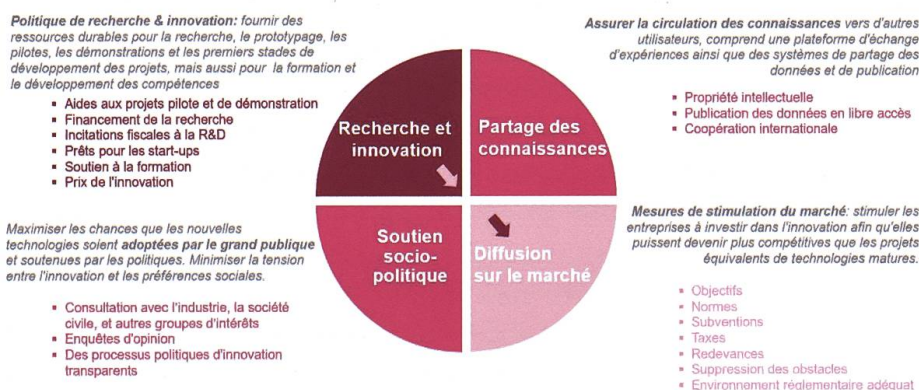 Politique de recherche & innovation: fournir des
ressources durables pour la recherche, le prototypage, les
pilotes, les démonstrations et les premiers stades de
développement des projets, mais aussi pour la formation et
le développement des compétences
▪ Aides aux projets pilote et de démonstration
▪ Financement de la recherche
▪ Incitations fiscales à la R&D
▪ Prêts pour les start-ups
▪ Soutien à la formation
▪ Prix de l'innovation
Assurer la circulation des connaissances vers d'autres
utilisateurs, comprend une plateforme d'échange
d'expériences ainsi que des systèmes de partage des
données et de publication
▪ Propriété intellectuelle
▪ Publication des données en libre accès
▪ Coopération internationale
Recherche et
innovation
Partage des
connaissances
Soutien
socio-
politique
Diffusion
sur le marché
Maximiser les chances que les nouvelles
technologies soient adoptées par le grand publique
et soutenues par les politiques. Minimiser la tension
entre l'innovation et les préférences sociales.
▪ Consultation avec l'industrie, la société
civile, et autres groupes d'intérêts
▪ Enquêtes d'opinion
▪ Des processus politiques d'innovation
transparents
Mesures de stimulation du marché: stimuler les
entreprises à investir dans l'innovation afin qu'elles
puissent devenir plus compétitives que les projets
équivalents de technologies matures.
▪ Objectifs
▪ Normes
▪ Subventions
▪ Taxes
▪ Redevances
▪ Suppression des obstacles
▪ Environnement réglementaire adéquat